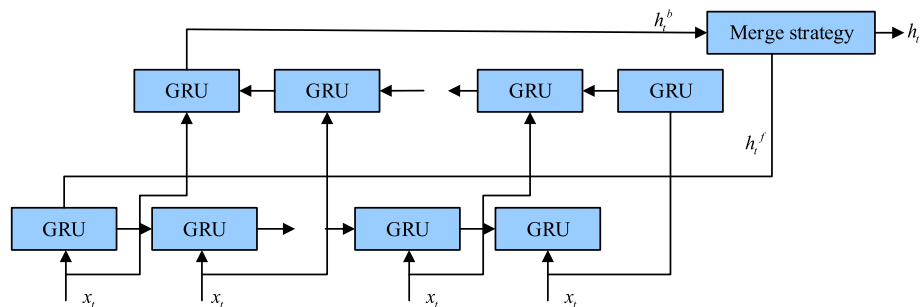 h_t^b
Merge strategy
h_t
GRU
GRU
GRU
GRU
h_t^f
GRU
GRU
GRU
GRU
x_t
x_t
x_t
x_t